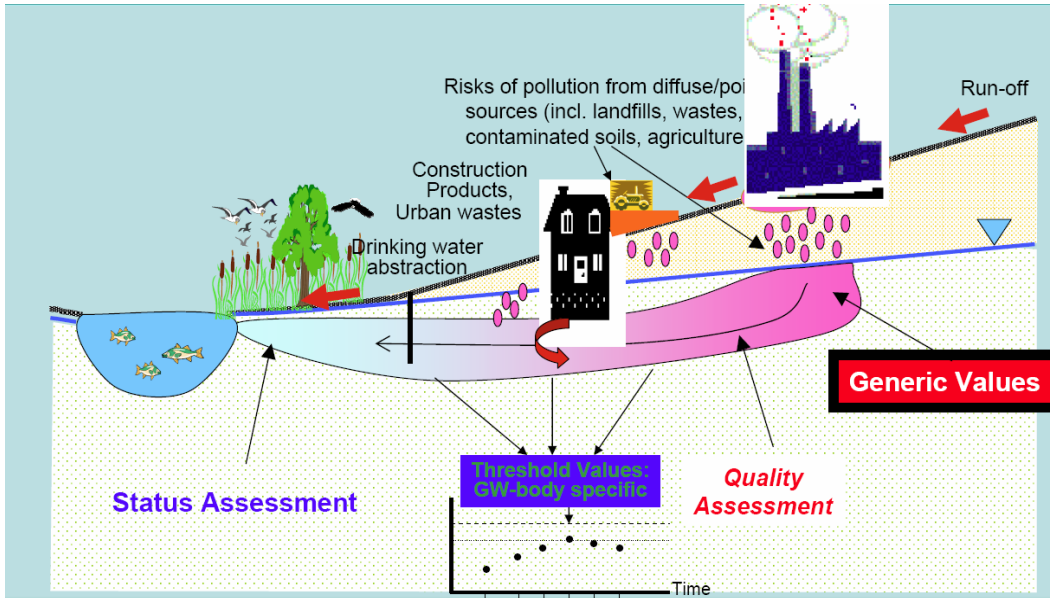 Risks of pollution from diffuse/poi
sources (incl. landfills, wastes,
contaminated soils, agriculture
Run-off
Construction
Products,
Urban wastes
Drinking water
abstraction
Generic Values
Threshold Values:
GW-body specific
Quality
Assessment
Status Assessment
Time